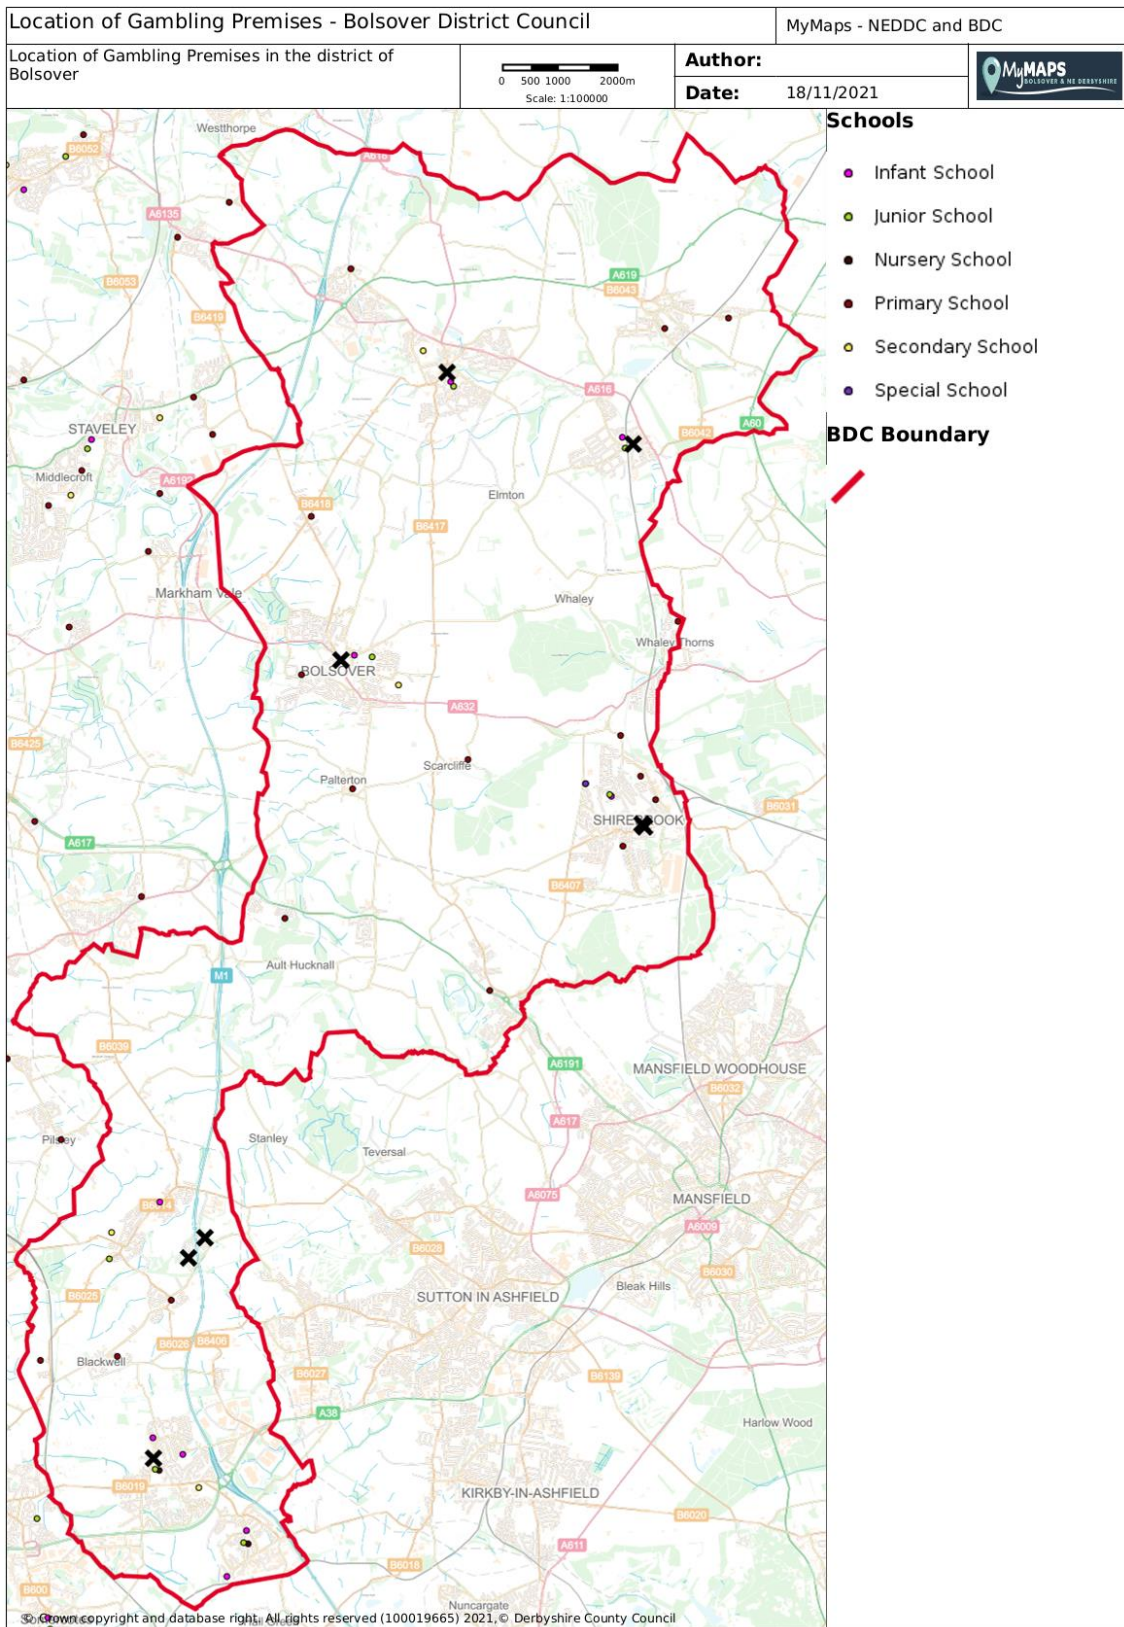 Location of Gambling Premises - Bolsover District Council
MyMaps - NEDDC and BDC
Location of Gambling Premises in the district of
Bolsover
0 500 1000 2000m
Scale: 1:100000
Author:
Date: 18/11/2021
MyMAPS
BOLSOVER & NE DERBYSHIRE
Schools
Infant School
Junior School
Nursery School
Primary School
Secondary School
Special School
BDC Boundary
Westthorpe
B6052
A618
A6135
B6053
A619
B6043
B6419
A616
STAVELEY
A60
B6042
Middlecroft
A6192
Elmton
B6418
B6417
Markham Vale
Whaley
Whaley Thorns
BOLSOVER
A632
B6425
Scarcliffe
Palterton
B6031
SHIREBROOK
A617
B6407
Ault Hucknall
M1
B6039
A6191
MANSFIELD WOODHOUSE
B6032
A617
Pilsley
Stanley
Teversal
A6075
MANSFIELD
B6014
A6009
B6028
B6030
B6025
Bleak Hills
SUTTON IN ASHFIELD
B6026
B6406
Blackwell
B6027
B6139
A38
Harlow Wood
B6019
KIRKBY-IN-ASHFIELD
B6020
A611
B6018
B600
Nuncargate
© Crown copyright and database right. All rights reserved (100019665) 2021,© Derbyshire County Council